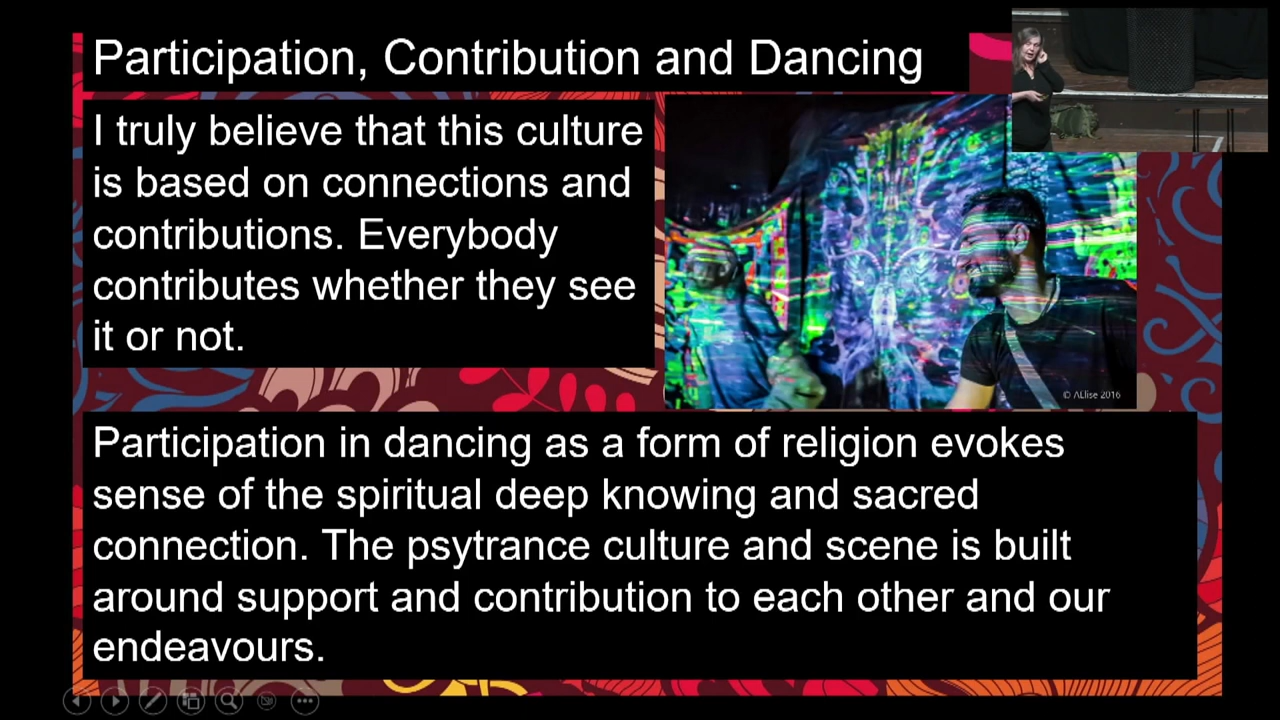 Participation, Contribution and Dancing
I truly believe that this culture
is based on connections and
contributions. Everybody
contributes whether they see
it or not.
© ALlise 2016
Participation in dancing as a form of religion evokes
sense of the spiritual deep knowing and sacred
connection. The psytrance culture and scene is built
around support and contribution to each other and our
endeavours.